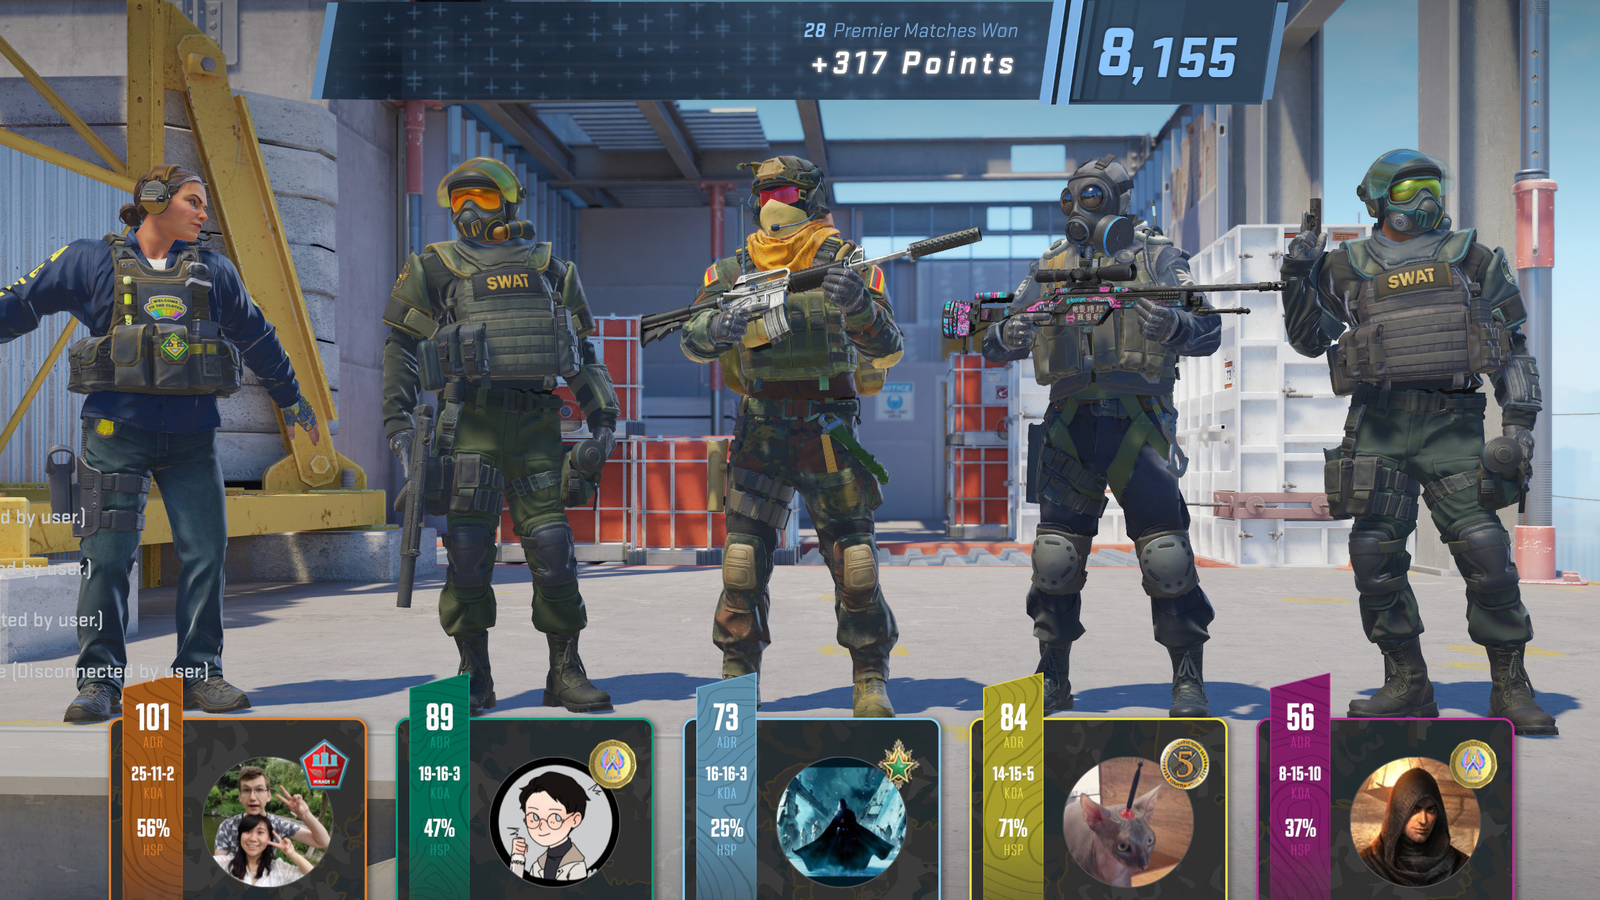 28 Premier Matches Won
+317 Points
8,155
SWAT
SWAT
NOTICE
d by user.]
ed by user.]
ted by user.]
e (Disconnected by user.]
101
ADR
25-11-2
KDA
56%
HSP
MIRAGE
89
ADR
19-16-3
KDA
47%
HSP
73
ADR
16-16-3
KDA
25%
HSP
84
ADR
14-15-5
KDA
71%
HSP
5
56
ADR
8-15-10
KDA
37%
HSP